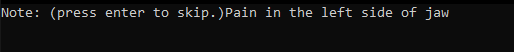 Note: (press enter to skip.)Pain in the left side of jaw